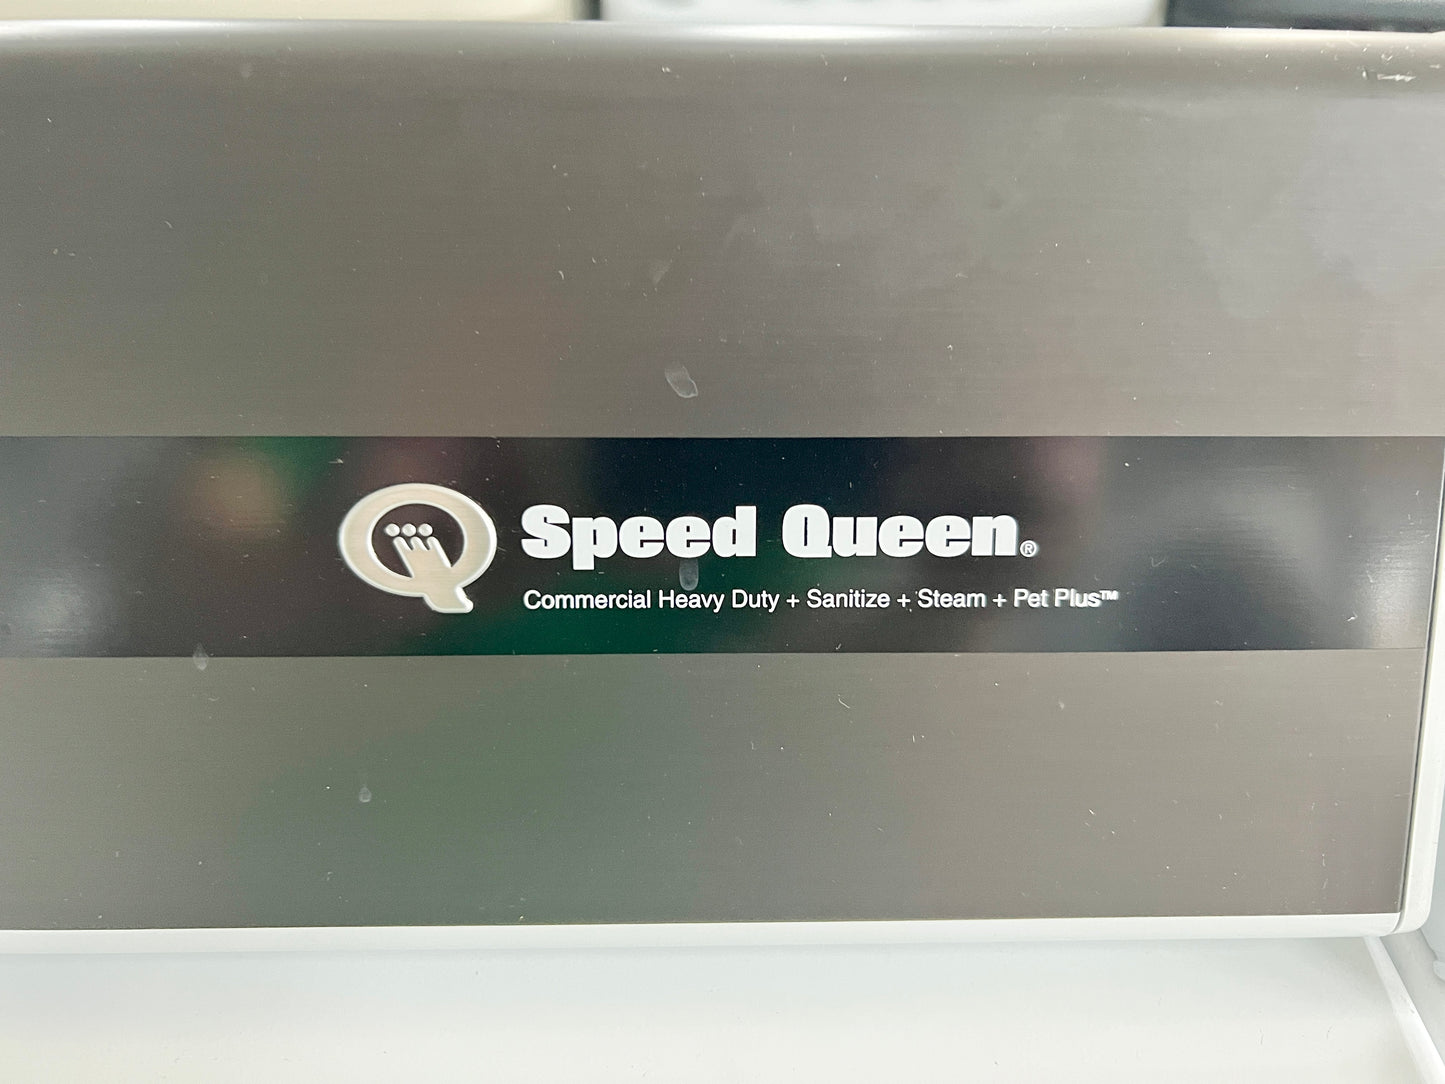 Speed Queen®
Commercial Heavy Duty + Sanitize + Steam + Pet Plus™